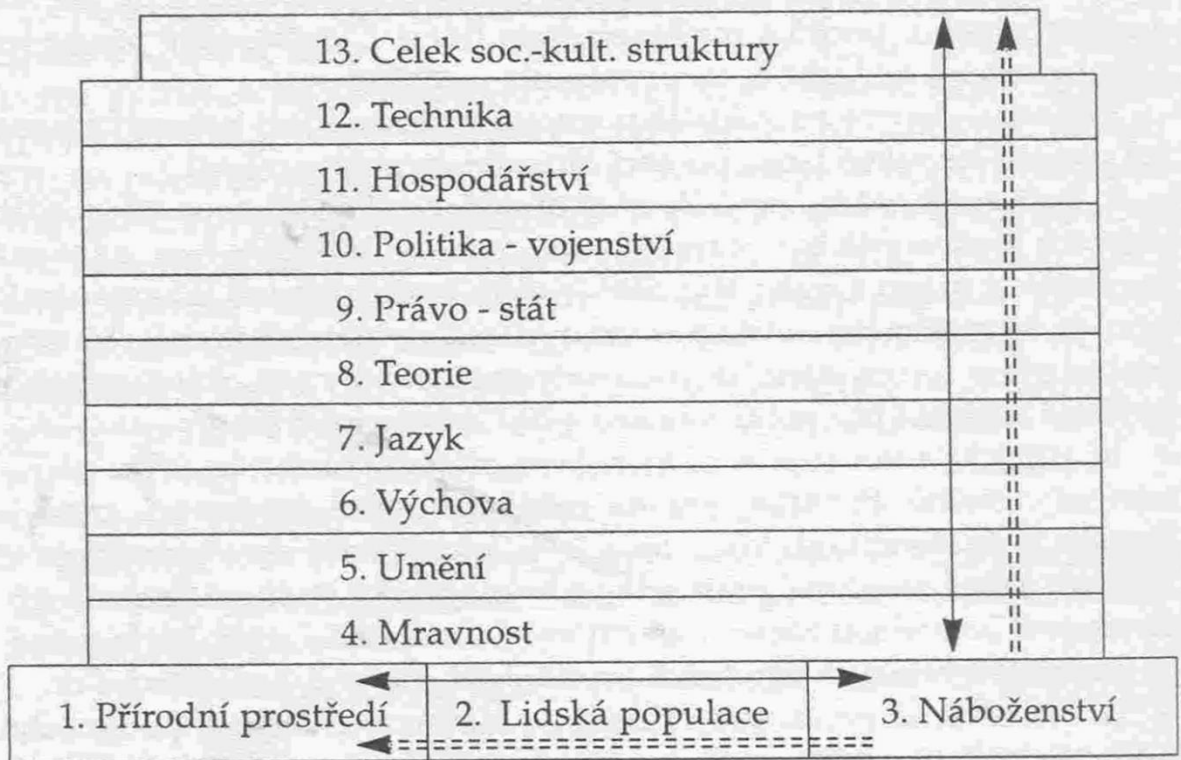 13. Celek soc.-kult. struktury
12. Technika
11. Hospodářství
10. Politika - vojenství
9. Právo - stát
8. Teorie
7. Jazyk
6. Výchova
5. Umění
4. Mravnost
1. Přírodní prostředí
2. Lidská populace
3. Náboženství